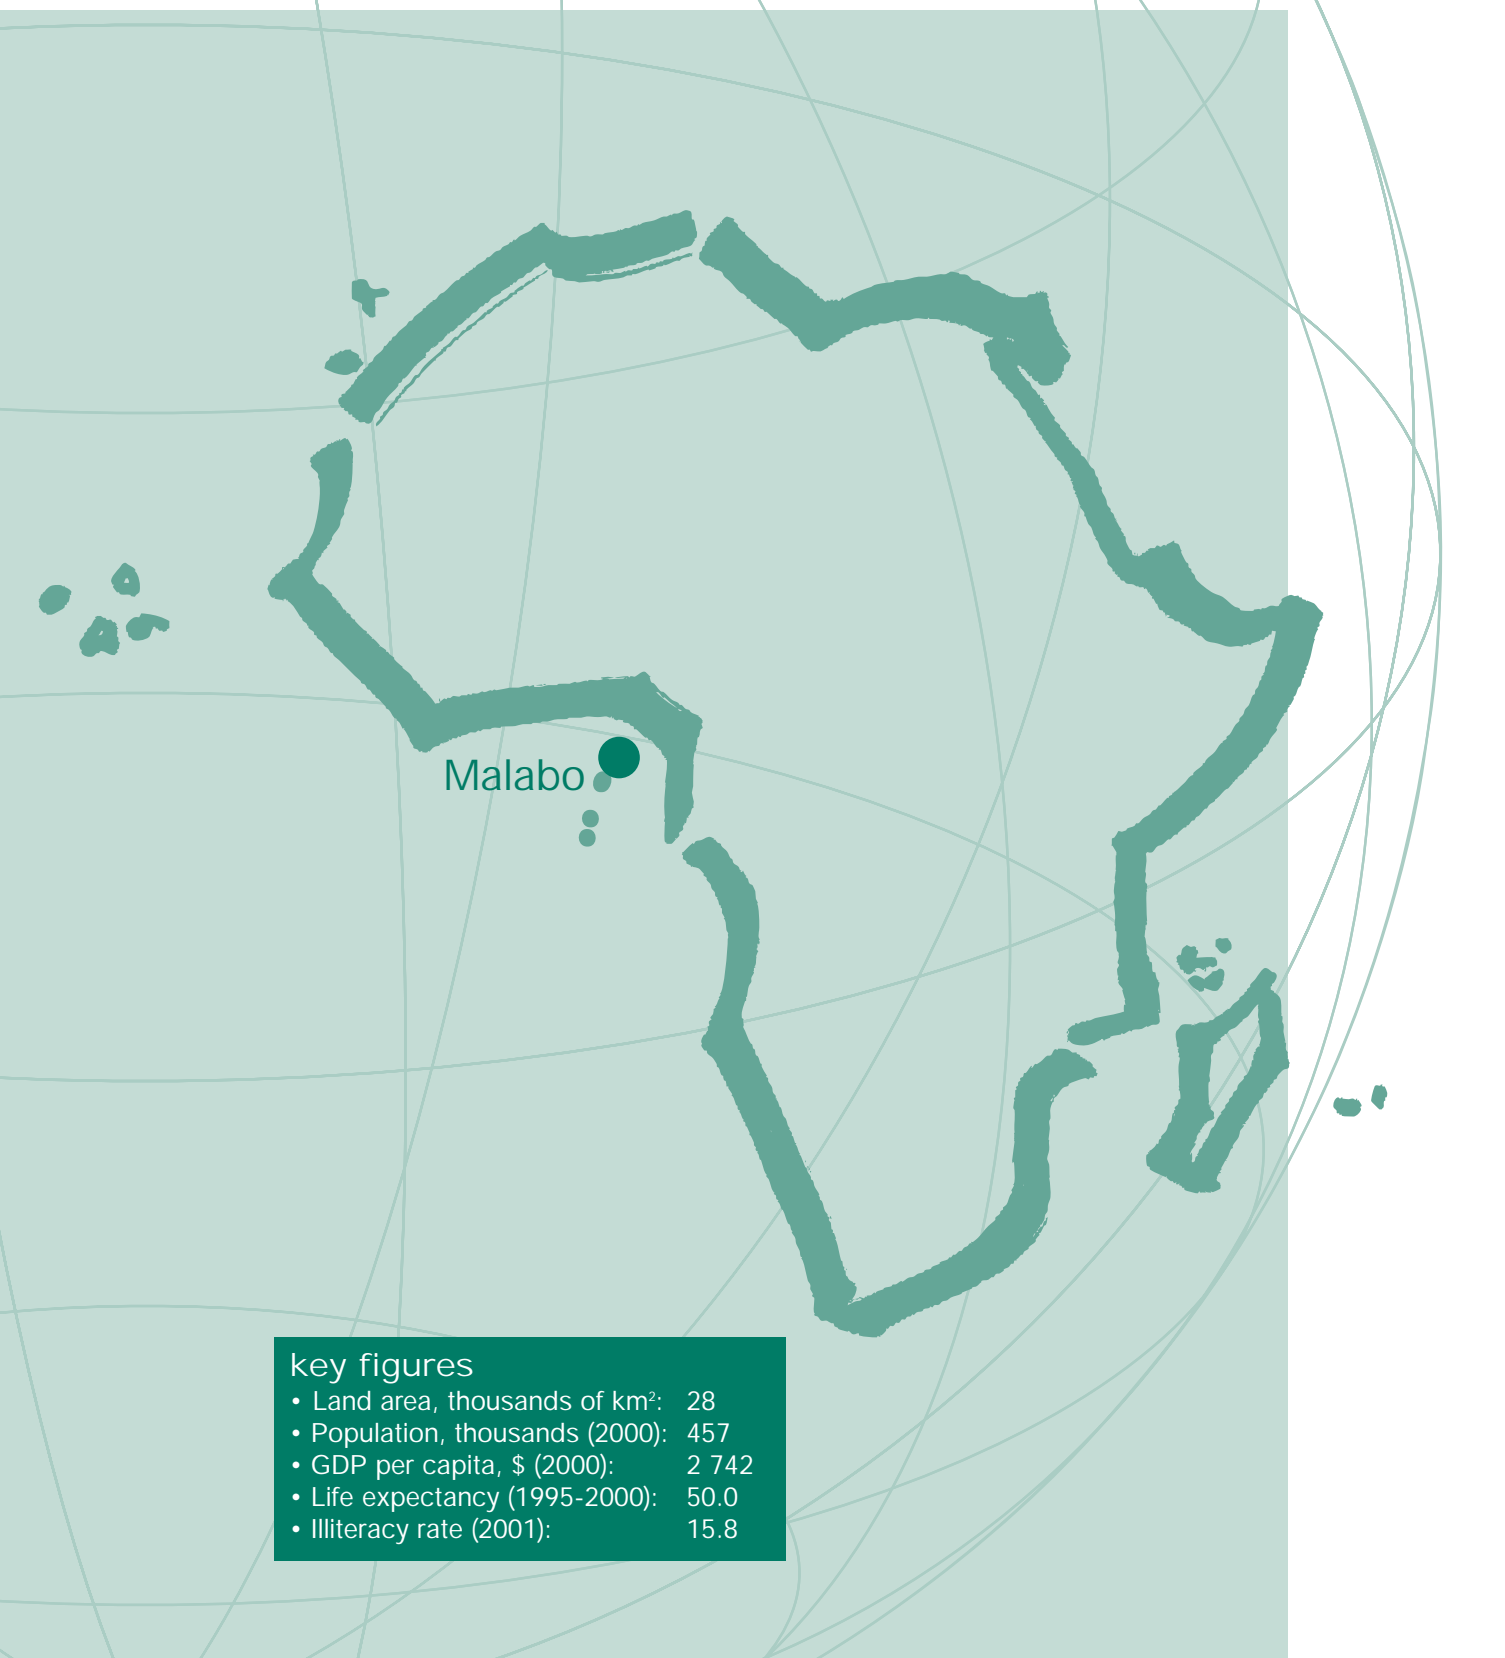 Malabo
key figures
• Land area, thousands of km²: 28
• Population, thousands (2000): 457
• GDP per capita, $ (2000): 2 742
• Life expectancy (1995-2000): 50.0
• Illiteracy rate (2001): 15.8